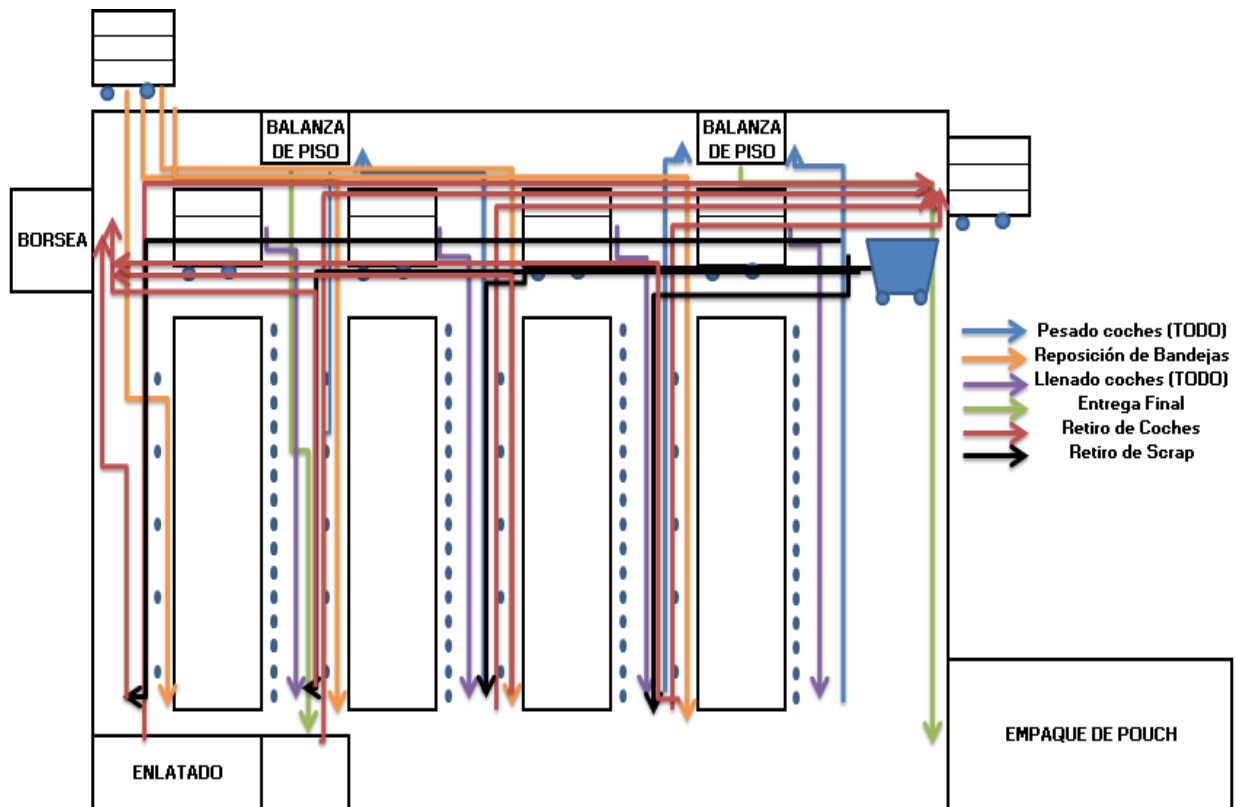 BALANZA
DE PISO
BALANZA
DE PISO
BORSEA
Pesado coches (TODO)
Reposición de Bandejas
Llenado coches (TODO)
Entrega Final
Retiro de Coches
Retiro de Scrap
EMPAQUE DE POUCH
ENLATADO